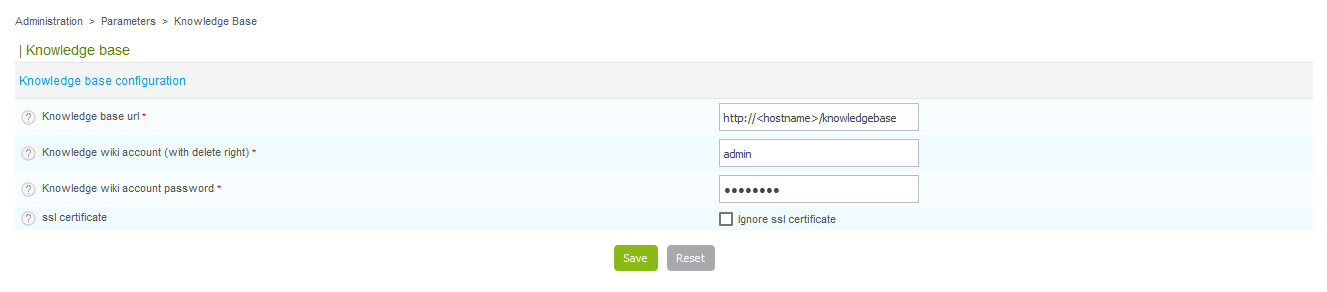 Administration > Parameters > Knowledge Base
| Knowledge base
Knowledge base configuration
? Knowledge base url * http://<hostname>/knowledgebase
? Knowledge wiki account (with delete right) * admin
? Knowledge wiki account password * ••••••••
? ssl certificate Ignore ssl certificate
Save Reset